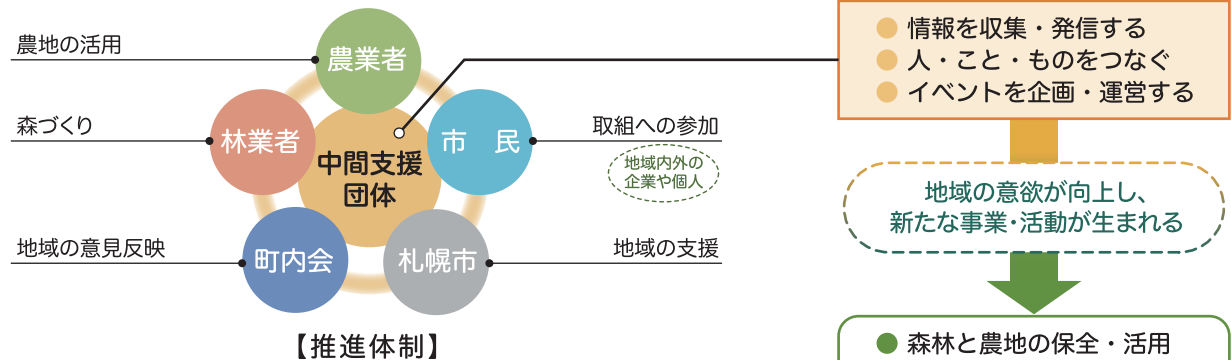 農地の活用
農業者
森づくり
林業者
中間支援
団体
市 民
取組への参加
地域内外の
企業や個人
地域の意見反映
町内会
札幌市
地域の支援
【推進体制】
● 情報を収集・発信する
● 人・こと・ものをつなぐ
● イベントを企画・運営する
地域の意欲が向上し、
新たな事業・活動が生まれる
● 森林と農地の保全・活用